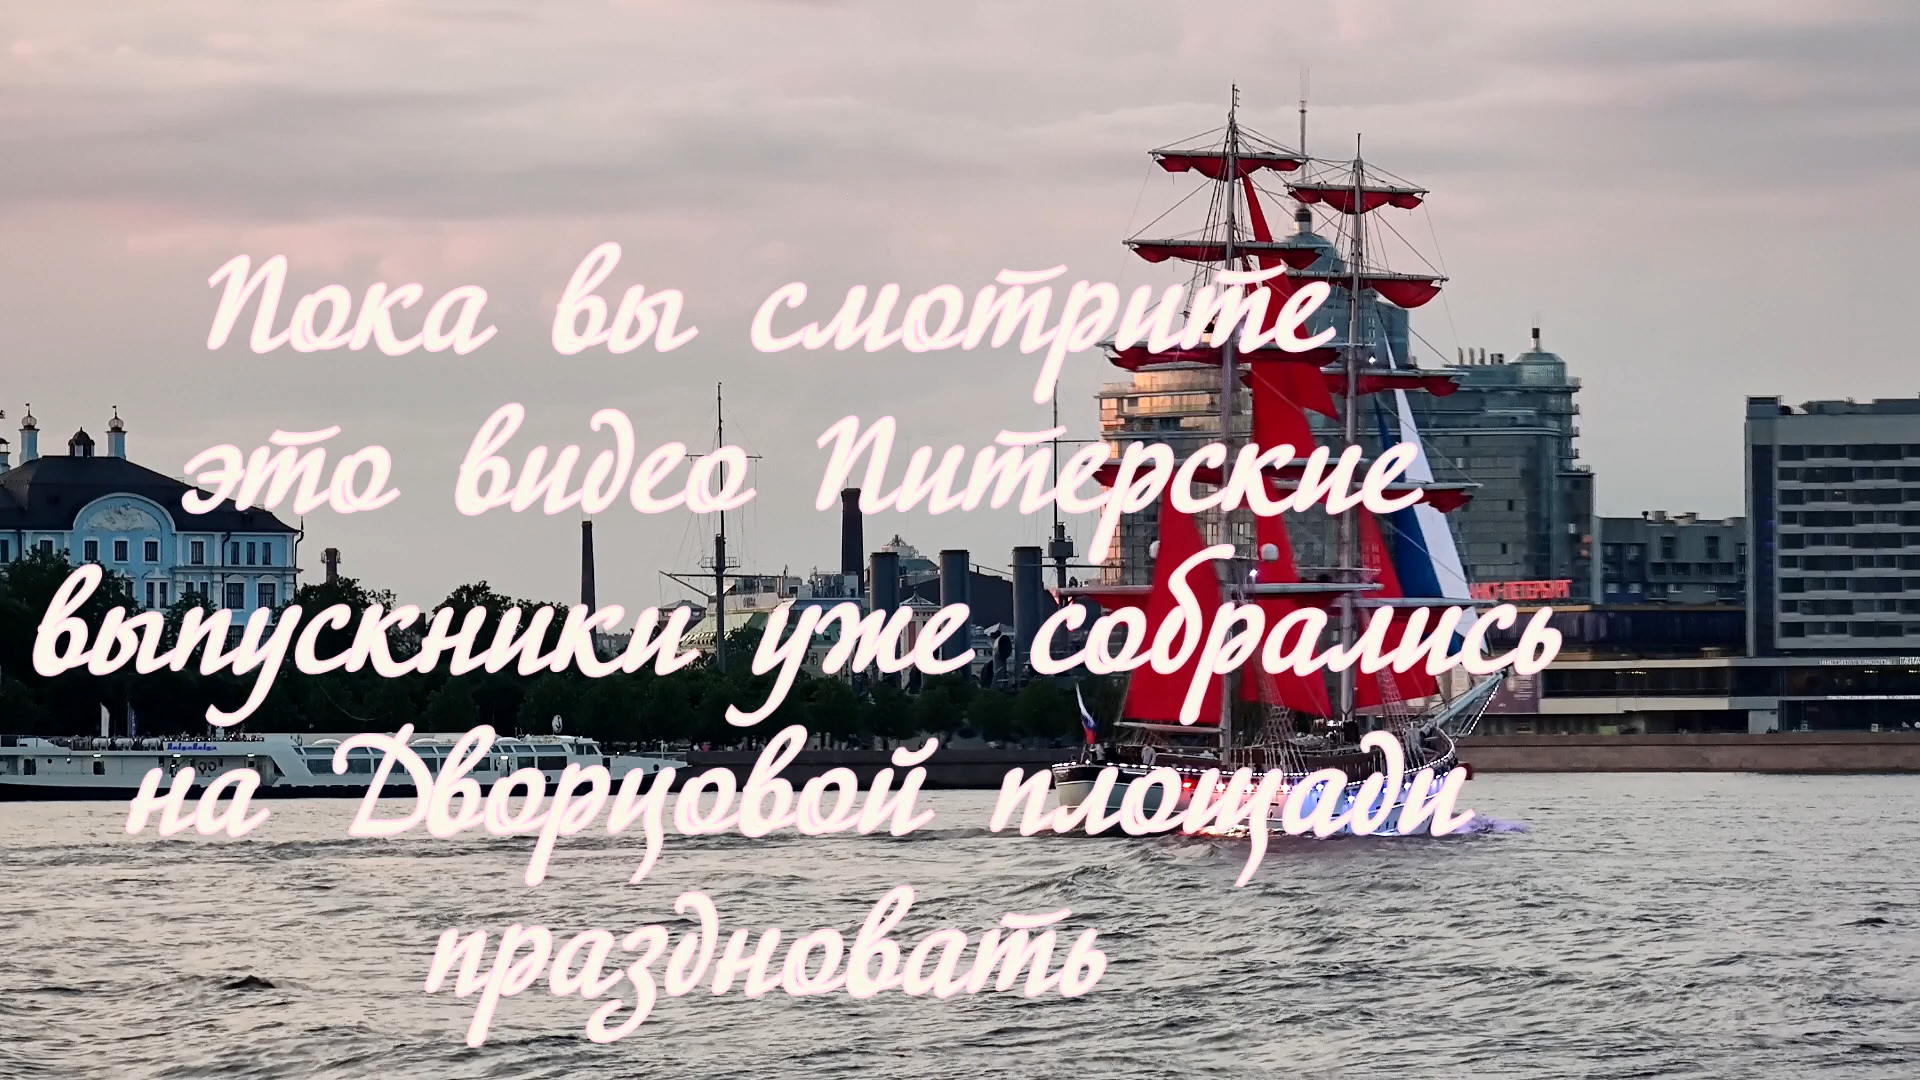 Пока вы смотрите
это видео Питерские
выпускники уже собрались
на Дворцовой площади
праздновать